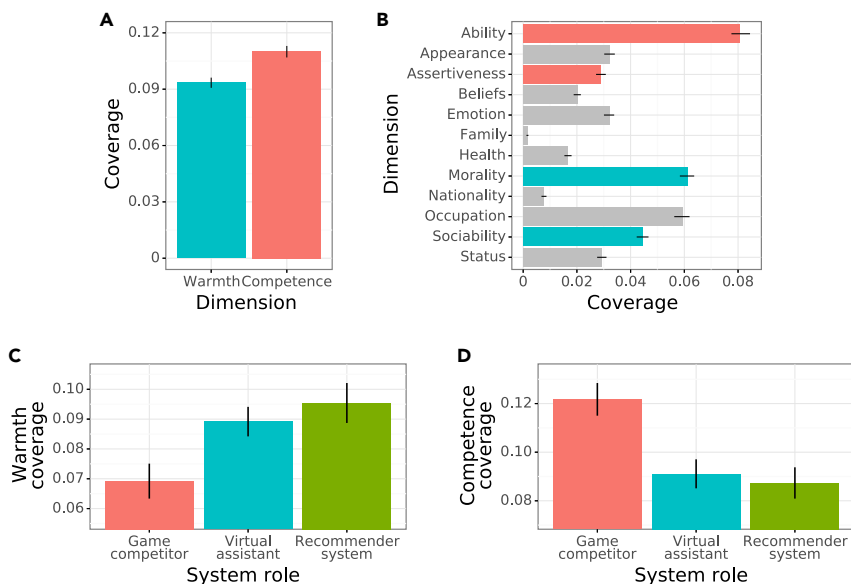 A
Coverage
0.12
0.09
0.06
0.03
0
Warmth Competence
Dimension
B
Dimension
Ability
Appearance
Assertiveness
Beliefs
Emotion
Family
Health
Morality
Nationality
Occupation
Sociability
Status
0 0.02 0.04 0.06 0.08
Coverage
C
Warmth
coverage
0.10
0.09
0.08
0.07
0.06
Game Virtual Recommender
competitor assistant system
System role
D
Competence
coverage
0.12
0.10
0.08
Game Virtual Recommender
competitor assistant system
System role